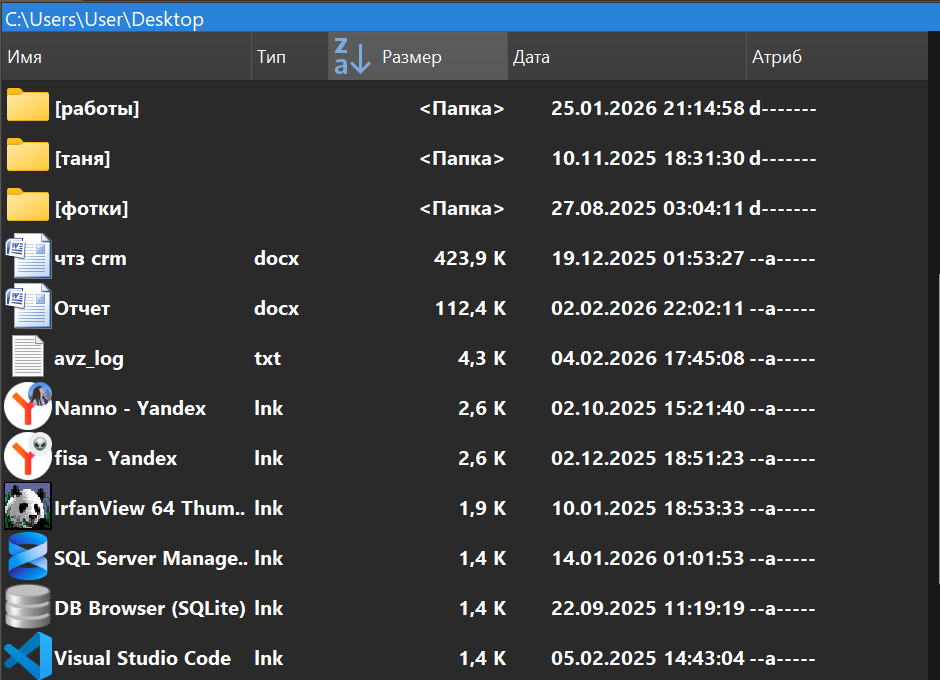 C:\Users\User\Desktop
Имя Тип za Размер Дата Атриб
[работы] <Папка> 25.01.2026 21:14:58 d-------
[таня] <Папка> 10.11.2025 18:31:30 d-------
[фотки] <Папка> 27.08.2025 03:04:11 d-------
чтз crm docx 423,9 K 19.12.2025 01:53:27 --a-----
Отчет docx 112,4 K 02.02.2026 22:02:11 --a-----
avz_log txt 4,3 K 04.02.2026 17:45:08 --a-----
Nanno - Yandex lnk 2,6 K 02.10.2025 15:21:40 --a-----
fisa - Yandex lnk 2,6 K 02.12.2025 18:51:23 --a-----
IrfanView 64 Thum.. lnk 1,9 K 10.01.2026 18:53:33 --a-----
SQL Server Manage.. lnk 1,4 K 14.01.2026 01:01:53 --a-----
DB Browser (SQLite) lnk 1,4 K 22.09.2025 11:19:19 --a-----
Visual Studio Code lnk 1,4 K 05.02.2025 14:43:04 --a-----